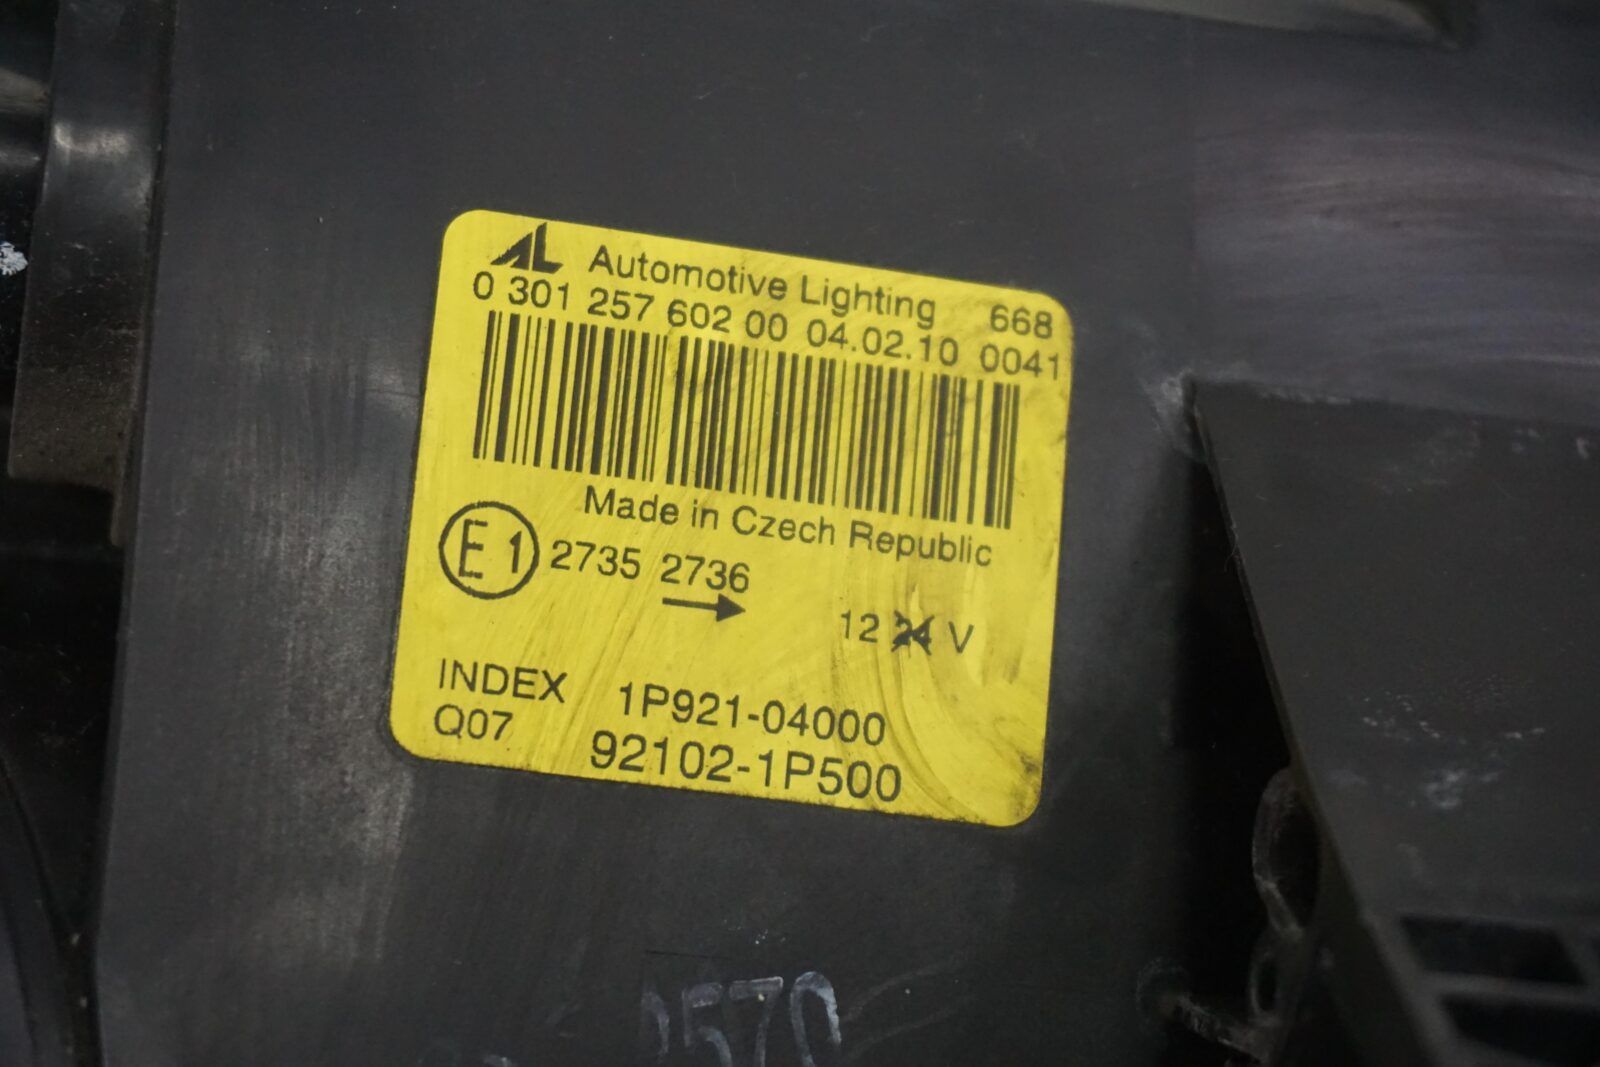 AL Automotive Lighting 668
0 301 257 602 00 04.02.10 0041
Made in Czech Republic
E1 2735 2736
12 24 V
INDEX 1P921-04000
Q07 92102-1P500